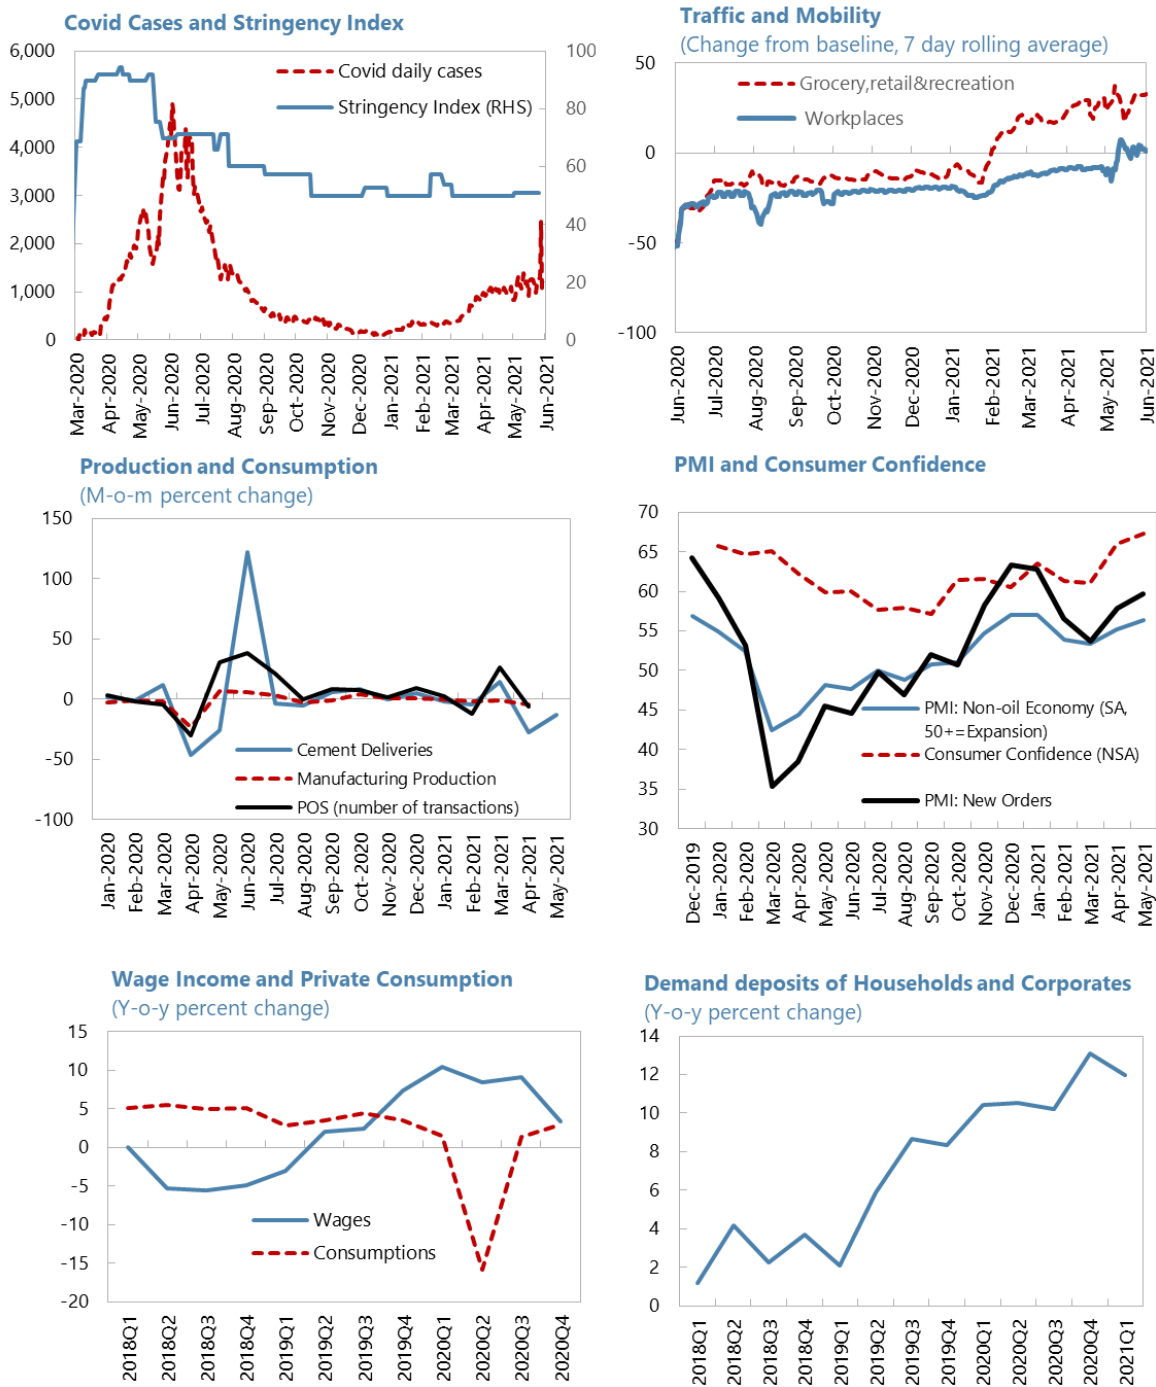 Covid Cases and Stringency Index
6,000
5,000
4,000
3,000
2,000
1,000
0
100
80
60
40
20
0
Covid daily cases
Stringency Index (RHS)
Mar-2020
Apr-2020
May-2020
Jun-2020
Jul-2020
Aug-2020
Sep-2020
Oct-2020
Nov-2020
Dec-2020
Jan-2021
Feb-2021
Mar-2021
Apr-2021
May-2021
Jun-2021
Traffic and Mobility
(Change from baseline, 7 day rolling average)
50
0
-50
-100
Grocery,retail&recreation
Workplaces
Jun-2020
Jul-2020
Aug-2020
Sep-2020
Oct-2020
Nov-2020
Dec-2020
Jan-2021
Feb-2021
Mar-2021
Apr-2021
May-2021
Jun-2021
Production and Consumption
(M-o-m percent change)
150
100
50
0
-50
-100
Cement Deliveries
Manufacturing Production
POS (number of transactions)
Jan-2020
Feb-2020
Mar-2020
Apr-2020
May-2020
Jun-2020
Jul-2020
Aug-2020
Sep-2020
Oct-2020
Nov-2020
Dec-2020
Jan-2021
Feb-2021
Mar-2021
Apr-2021
May-2021
PMI and Consumer Confidence
70
65
60
55
50
45
40
35
30
PMI: Non-oil Economy (SA,
50+=Expansion)
Consumer Confidence (NSA)
PMI: New Orders
Dec-2019
Jan-2020
Feb-2020
Mar-2020
Apr-2020
May-2020
Jun-2020
Jul-2020
Aug-2020
Sep-2020
Oct-2020
Nov-2020
Dec-2020
Jan-2021
Feb-2021
Mar-2021
Apr-2021
May-2021
Wage Income and Private Consumption
(Y-o-y percent change)
15
10
5
0
-5
-10
-15
-20
Wages
Consumptions
2018Q1
2018Q2
2018Q3
2018Q4
2019Q1
2019Q2
2019Q3
2019Q4
2020Q1
2020Q2
2020Q3
2020Q4
Demand deposits of Households and Corporates
(Y-o-y percent change)
14
12
10
8
6
4
2
0
2018Q1
2018Q2
2018Q3
2018Q4
2019Q1
2019Q2
2019Q3
2019Q4
2020Q1
2020Q2
2020Q3
2020Q4
2021Q1